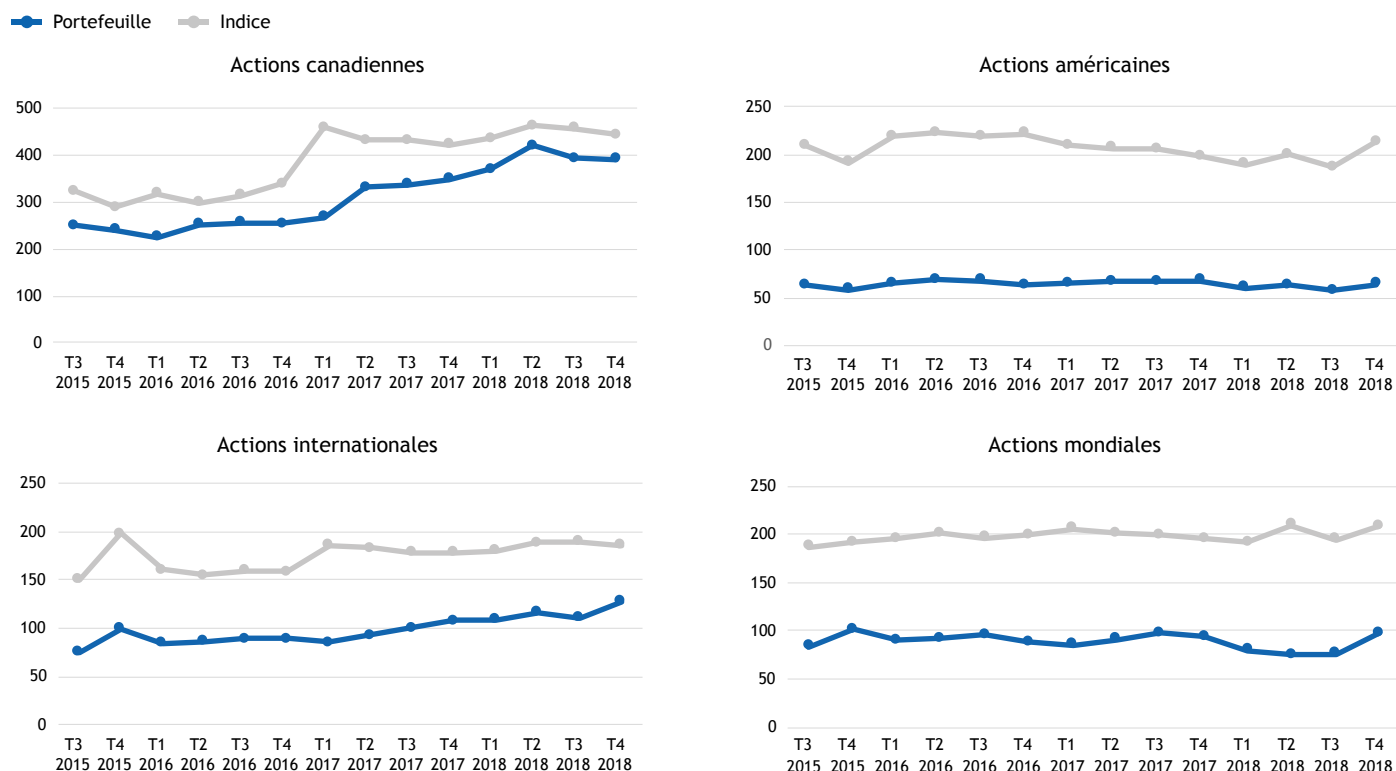 Portefeuille Indice
Actions canadiennes
500
400
300
200
100
0
T3 T4 T1 T2 T3 T4 T1 T2 T3 T4 T1 T2 T3 T4
2015 2015 2016 2016 2016 2016 2017 2017 2017 2017 2018 2018 2018 2018
Actions américaines
250
200
150
100
50
0
T3 T4 T1 T2 T3 T4 T1 T2 T3 T4 T1 T2 T3 T4
2015 2015 2016 2016 2016 2016 2017 2017 2017 2017 2018 2018 2018 2018
Actions internationales
250
200
150
100
50
0
T3 T4 T1 T2 T3 T4 T1 T2 T3 T4 T1 T2 T3 T4
2015 2015 2016 2016 2016 2016 2017 2017 2017 2017 2018 2018 2018 2018
Actions mondiales
250
200
150
100
50
0
T3 T4 T1 T2 T3 T4 T1 T2 T3 T4 T1 T2 T3 T4
2015 2015 2016 2016 2016 2016 2017 2017 2017 2017 2018 2018 2018 2018